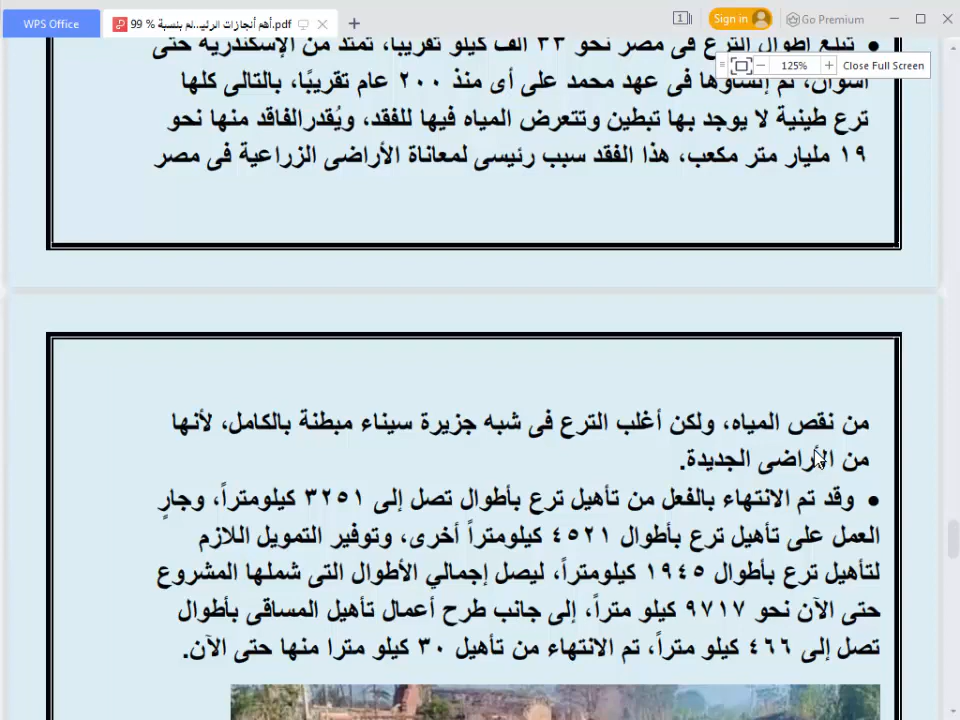 WPS Office
أهم أنجازات الرئيـ...لم بنسبة % 99.pdf
1
Sign in
Go Premium
125%
Close Full Screen
• تبلغ أطوال الترع فى مصر نحو ٣٣ ألف كيلو تقريبا، تمتد من الإسكندرية حتى
أسوان، تم إنشاؤها فى عهد محمد على أى منذ ٢٠٠ عام تقريبًا، بالتالى كلها
ترع طينية لا يوجد بها تبطين وتتعرض المياه فيها للفقد، ويُقدرالفاقد منها نحو
١٩ مليار متر مكعب، هذا الفقد سبب رئيسى لمعاناة الأراضى الزراعية فى مصر
من نقص المياه، ولكن أغلب الترع فى شبه جزيرة سيناء مبطنة بالكامل، لأنها
من الأراضى الجديدة.
• وقد تم الانتهاء بالفعل من تأهيل ترع بأطوال تصل إلى ٣٢٥١ كيلومتراً، وجارٍ
العمل على تأهيل ترع بأطوال ٤٥٢١ كيلومتراً أخرى، وتوفير التمويل اللازم
لتأهيل ترع بأطوال ١٩٤٥ كيلومتراً، ليصل إجمالي الأطوال التى شملها المشروع
حتى الآن نحو ٩٧١٧ كيلو متراً، إلى جانب طرح أعمال تأهيل المساقى بأطوال
تصل إلى ٤٦٦ كيلو متراً، تم الانتهاء من تأهيل ٣٠ كيلو مترا منها حتى الآن.